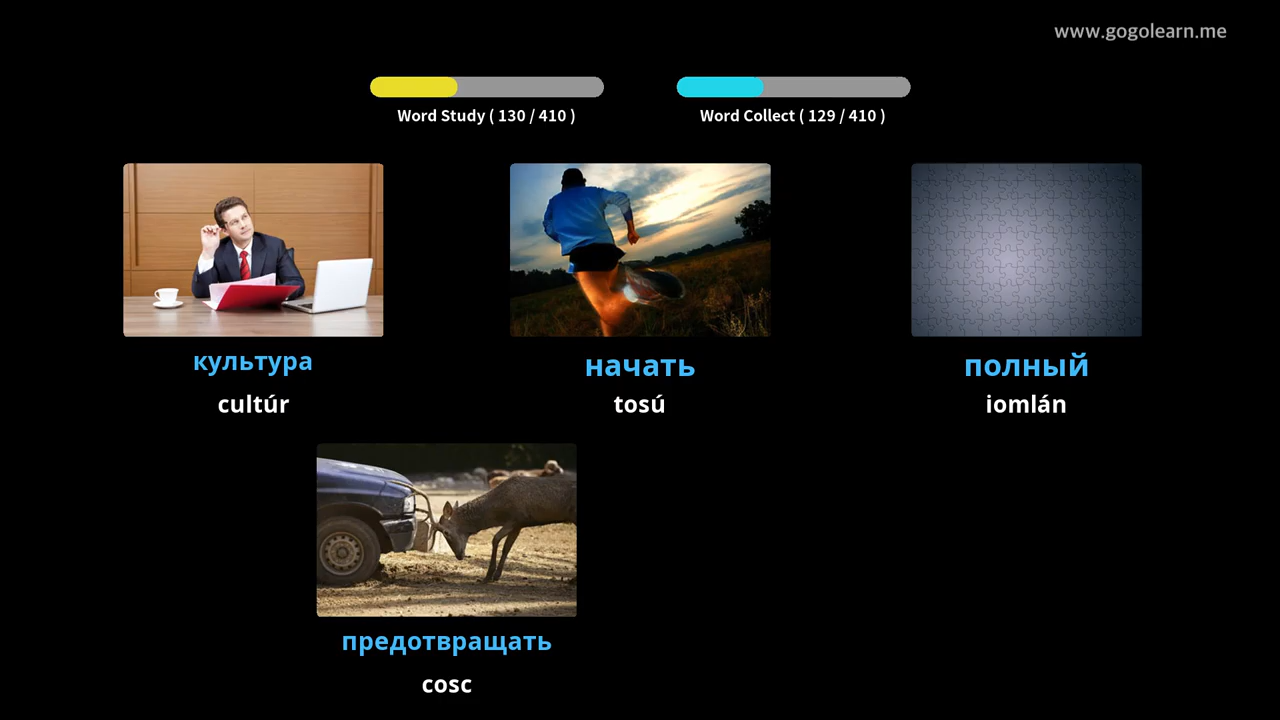 www.gogolearn.me
Word Study ( 130 / 410 )
Word Collect ( 129 / 410 )
культура
cultúr
начать
tosú
полный
iomlán
предотвращать
cosc